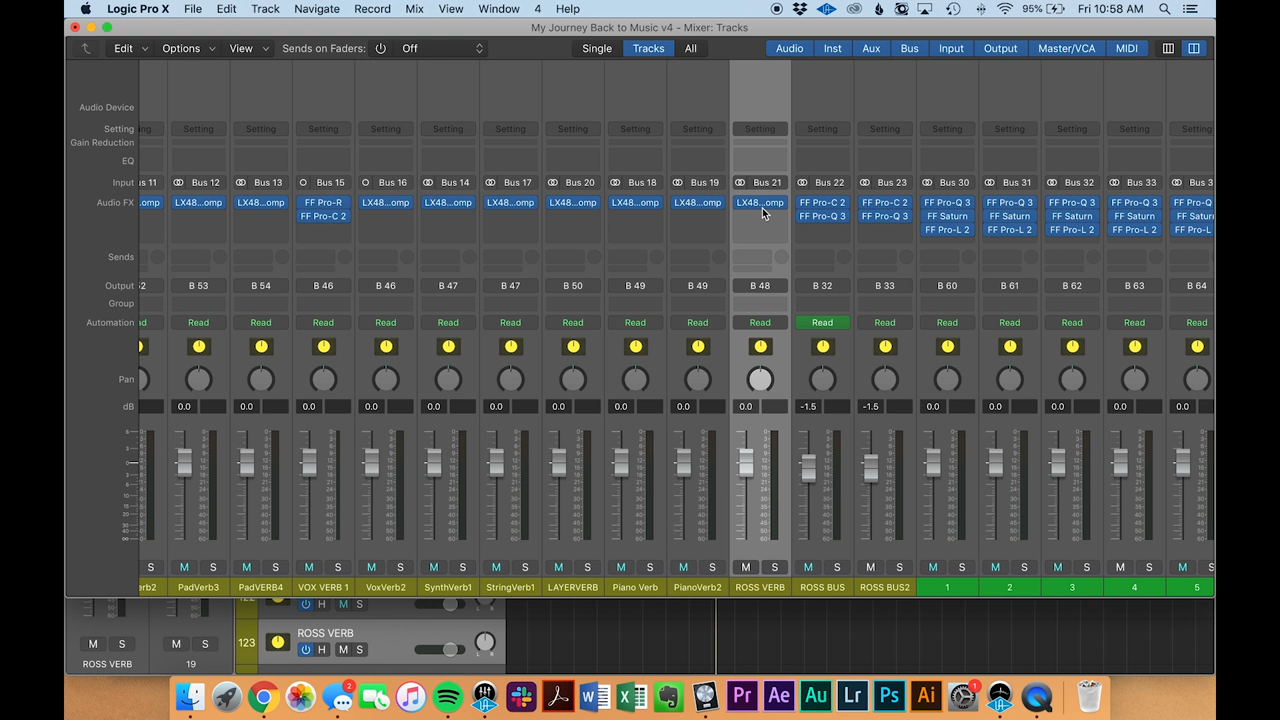 Logic Pro X File Edit Track Navigate Record Mix View Window 4 Help 95% Fri 10:58 AM
My Journey Back to Music v4 - Mixer: Tracks
Edit Options View Sends on Faders: Off Single Tracks All Audio Inst Aux Bus Input Output Master/VCA MIDI
Audio Device
Setting ng Setting Setting Setting Setting Setting Setting Setting Setting Setting Setting Setting Setting Setting Setting Setting Setting Setting
Gain Reduction
EQ
Input s 11 Bus 12 Bus 13 Bus 15 Bus 16 Bus 14 Bus 17 Bus 20 Bus 18 Bus 19 Bus 21 Bus 22 Bus 23 Bus 30 Bus 31 Bus 32 Bus 33 Bus 3
Audio FX .omp LX48...omp LX48...omp FF Pro-R LX48...omp LX48...omp LX48...omp LX48...omp LX48...omp LX48...omp LX48...omp FF Pro-C 2 FF Pro-C 2 FF Pro-Q 3 FF Pro-Q 3 FF Pro-Q 3 FF Pro-Q 3 FF Pro-Q
FF Pro-C 2 FF Pro-Q 3 FF Pro-Q 3 FF Saturn FF Saturn FF Saturn FF Saturn FF Saturn
FF Pro-L 2 FF Pro-L 2 FF Pro-L 2 FF Pro-L 2 FF Pro-L
Sends
Output 52 B 53 B 54 B 46 B 46 B 47 B 47 B 50 B 49 B 49 B 48 B 32 B 33 B 60 B 61 B 62 B 63 B 64
Group
Automation ad Read Read Read Read Read Read Read Read Read Read Read Read Read Read Read Read Read
Pan
dB 0.0 0.0 0.0 0.0 0.0 0.0 0.0 0.0 0.0 0.0 -1.5 -1.5 0.0 0.0 0.0 0.0 0.0
S M S M S M S M S M S M S M S M S M S M S M S M S M S M S M S M S M S
erb2 PadVerb3 PadVERB4 VOX VERB 1 VoxVerb2 SynthVerb1 StringVerb1 LAYERVERB Piano Verb PianoVerb2 ROSS VERB ROSS BUS ROSS BUS2 1 2 3 4 5
H M S
M S M S 123 ROSS VERB
H M S L R
ROSS VERB 19
2 W X Pr Ae Au Lr Ps Ai 1